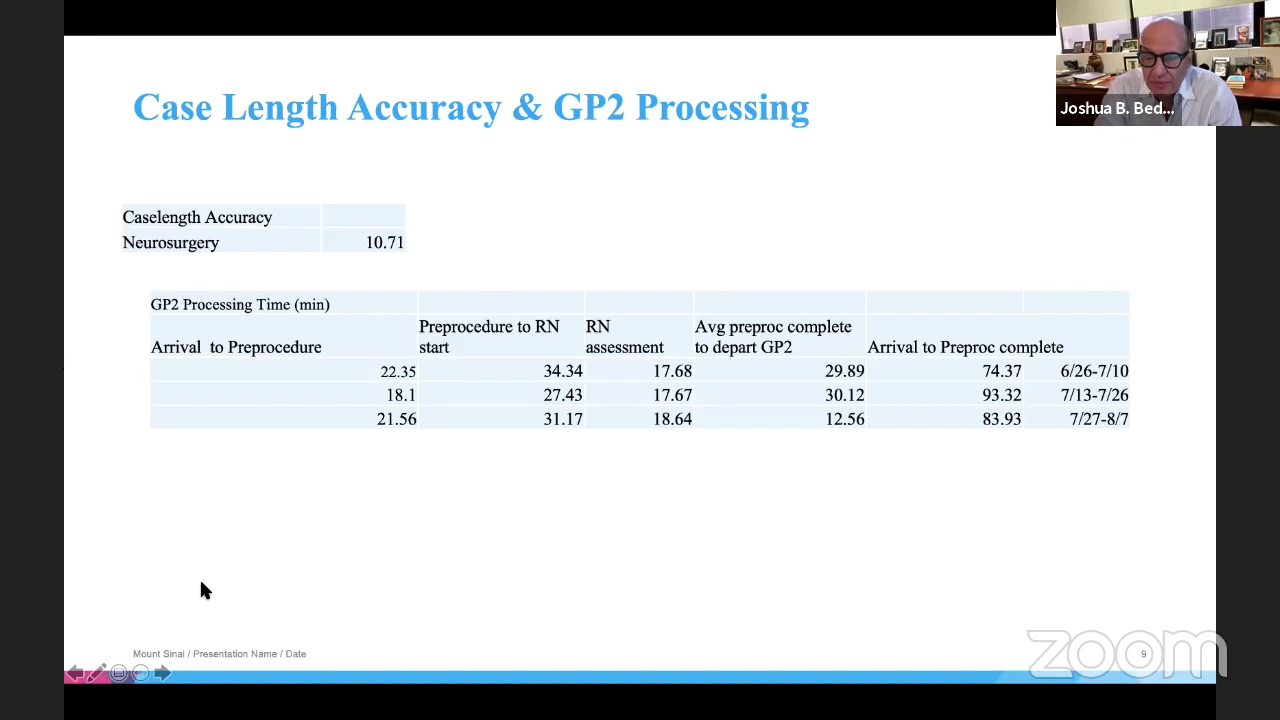 Case Length Accuracy & GP2 Processing
Joshua B. Bed...
Caselength Accuracy
Neurosurgery 10.71
GP2 Processing Time (min)
Arrival to Preprocedure Preprocedure to RN start RN assessment Avg preproc complete to depart GP2 Arrival to Preproc complete
22.35 34.34 17.68 29.89 74.37 6/26-7/10
18.1 27.43 17.67 30.12 93.32 7/13-7/26
21.56 31.17 18.64 12.56 83.93 7/27-8/7
Mount Sinai / Presentation Name / Date
9
zoom